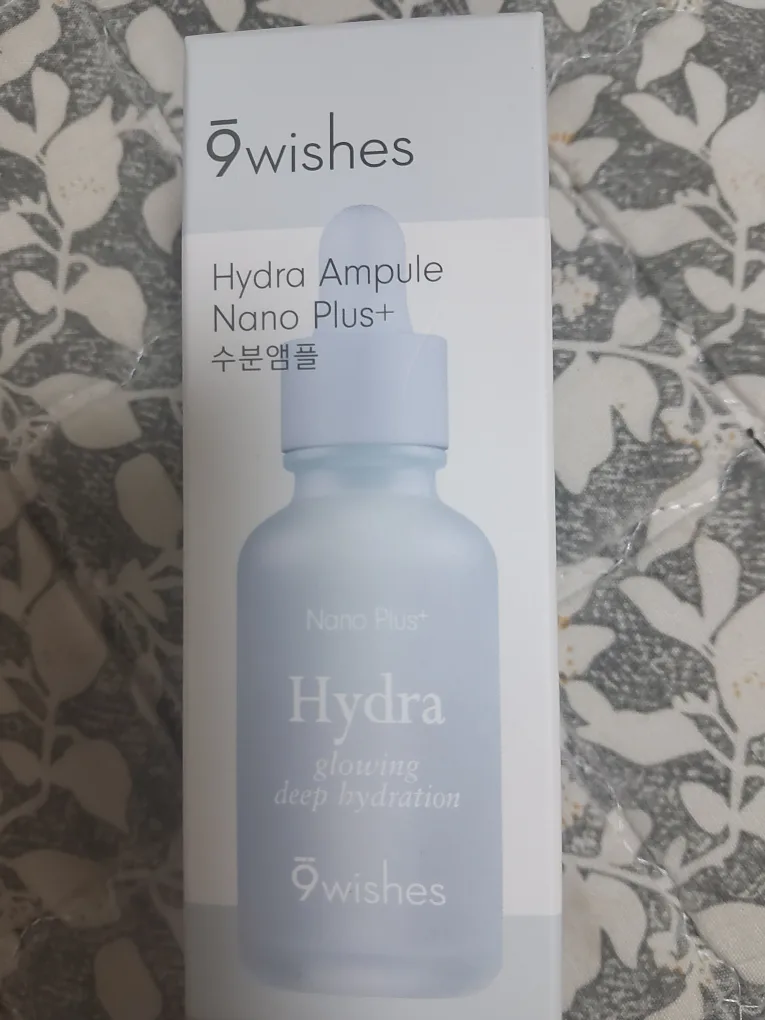 9wishes
Hydra Ampule
Nano Plus+
수분앰플
Nano Plus+
Hydra
glowing
deep hydration
9wishes